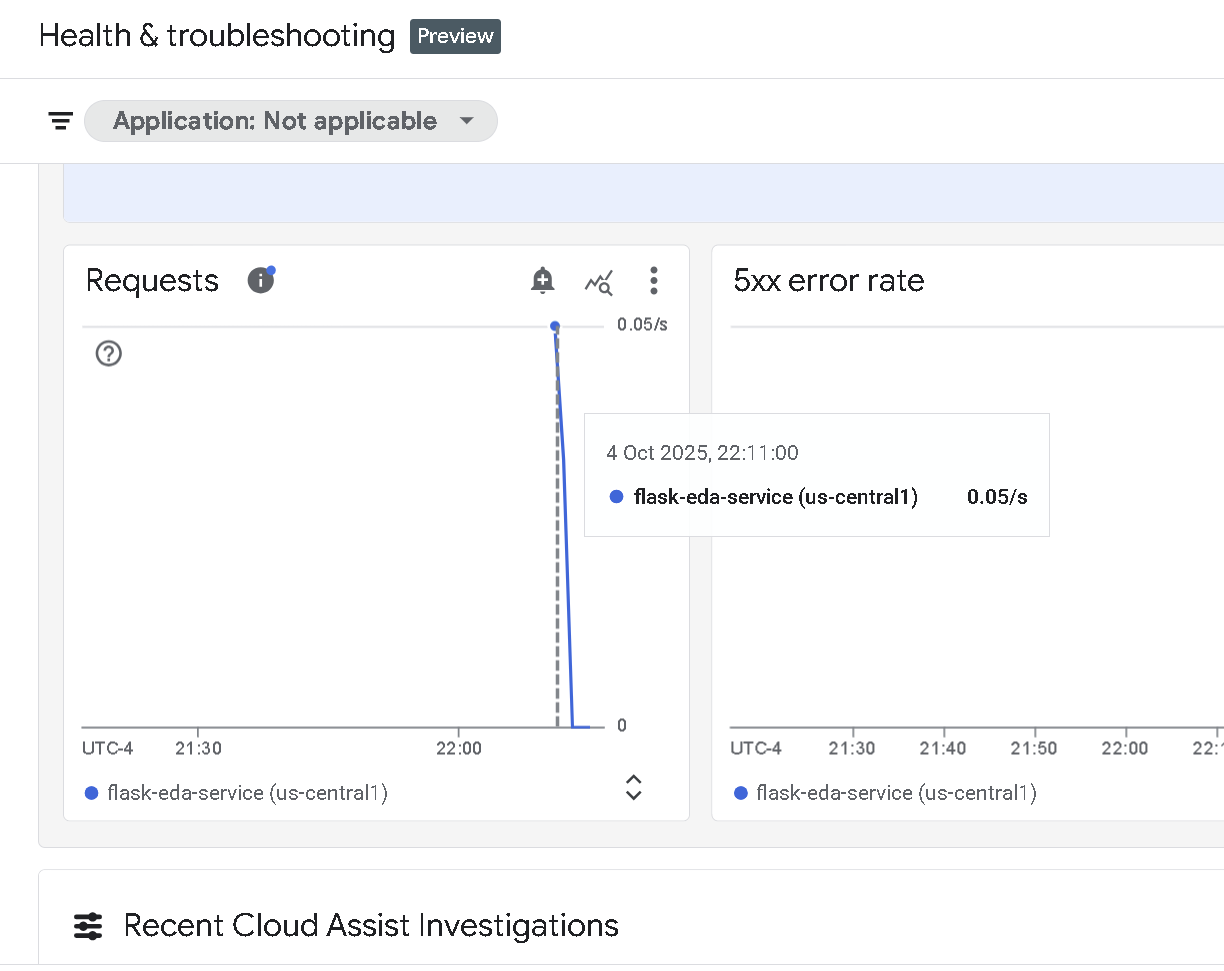 Health & troubleshooting Preview
Application: Not applicable
Requests
0.05/s
4 Oct 2025, 22:11:00
flask-eda-service (us-central1) 0.05/s
0
UTC-4 21:30 22:00
flask-eda-service (us-central1)
5xx error rate
UTC-4 21:30 21:40 21:50 22:00
flask-eda-service (us-central1)
Recent Cloud Assist Investigations